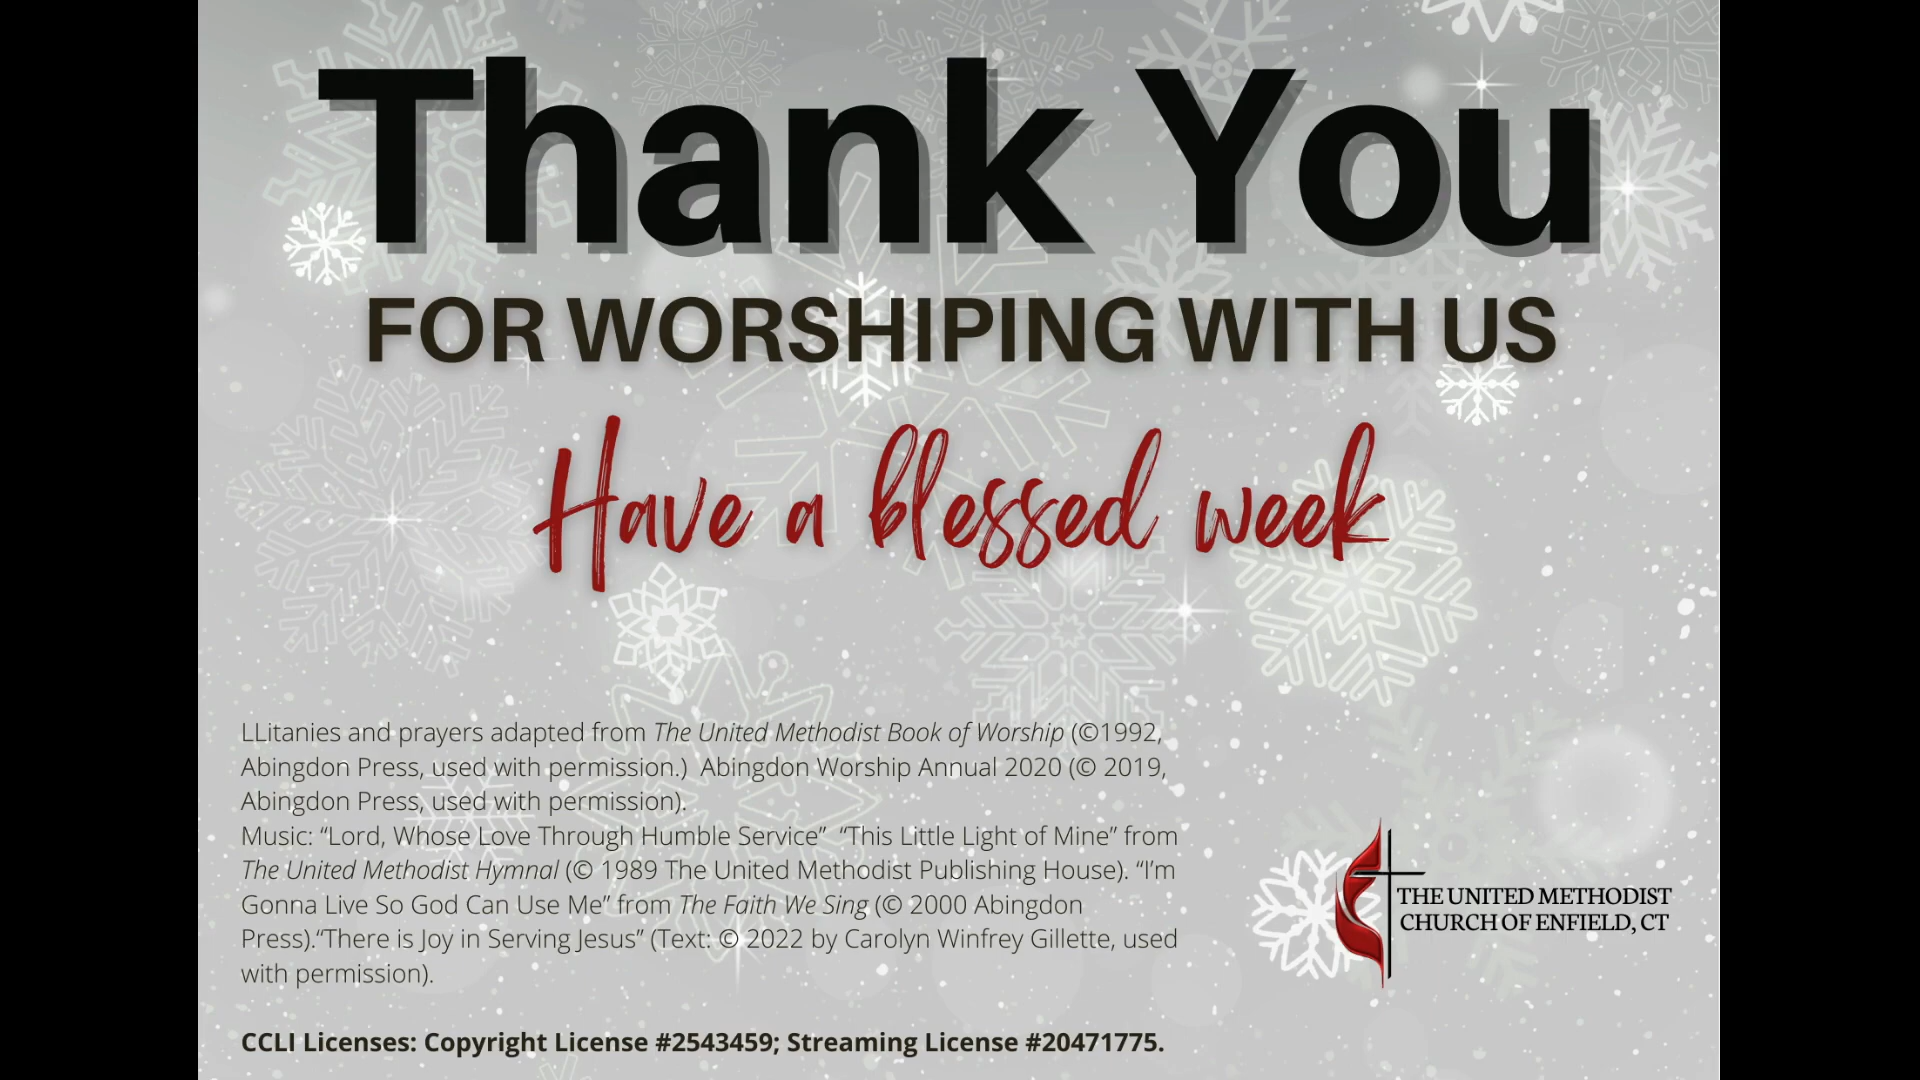 Thank You
FOR WORSHIPING WITH US
Have a blessed week
LLitanies and prayers adapted from The United Methodist Book of Worship (©1992,
Abingdon Press, used with permission.)  Abingdon Worship Annual 2020 (© 2019,
Abingdon Press, used with permission).
Music: “Lord, Whose Love Through Humble Service”  “This Little Light of Mine” from
The United Methodist Hymnal (© 1989 The United Methodist Publishing House). “I’m
Gonna Live So God Can Use Me” from The Faith We Sing (© 2000 Abingdon
Press).“There is Joy in Serving Jesus” (Text: © 2022 by Carolyn Winfrey Gillette, used
with permission).
CCLI Licenses: Copyright License #2543459; Streaming License #20471775.
THE UNITED METHODIST
CHURCH OF ENFIELD, CT